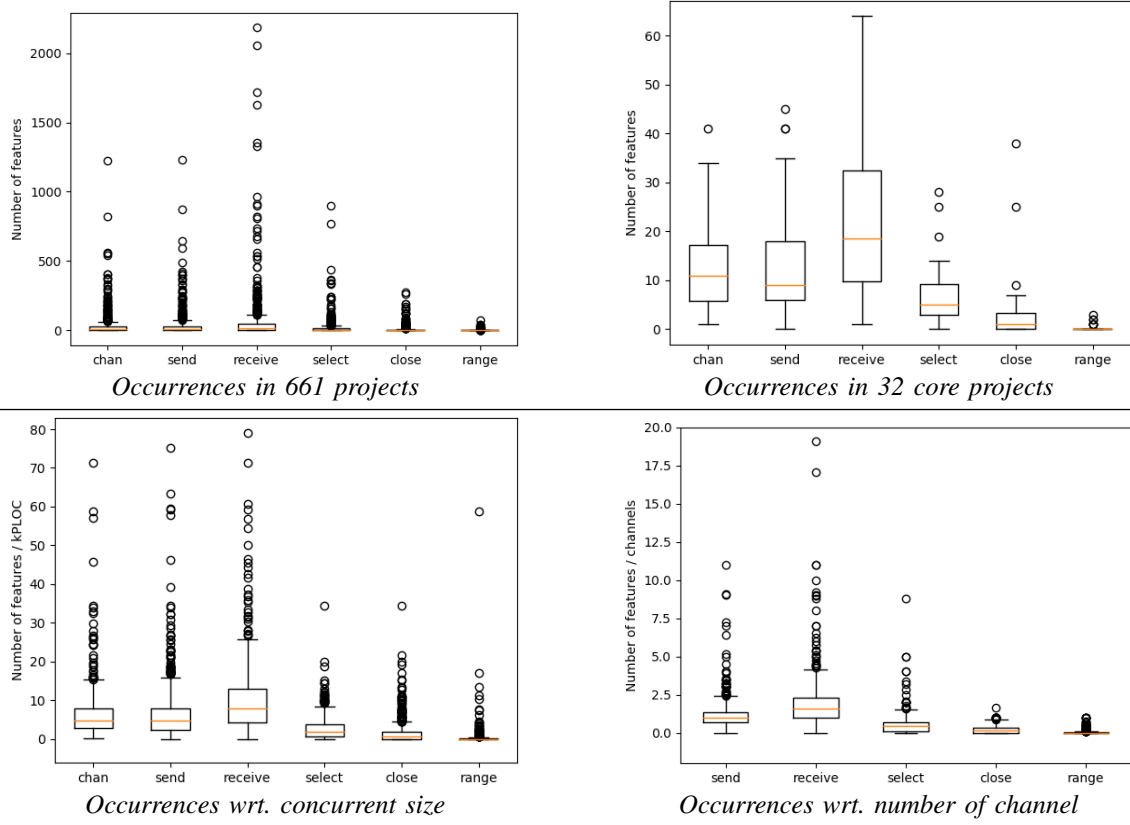 Number of features
2000
1500
1000
500
0
chan send receive select close range
Occurrences in 661 projects
Number of features
60
50
40
30
20
10
0
chan send receive select close range
Occurrences in 32 core projects
Number of features / kPLOC
80
70
60
50
40
30
20
10
0
chan send receive select close range
Occurrences wrt. concurrent size
Number of features / channels
20.0
17.5
15.0
12.5
10.0
7.5
5.0
2.5
0.0
send receive select close range
Occurrences wrt. number of channel